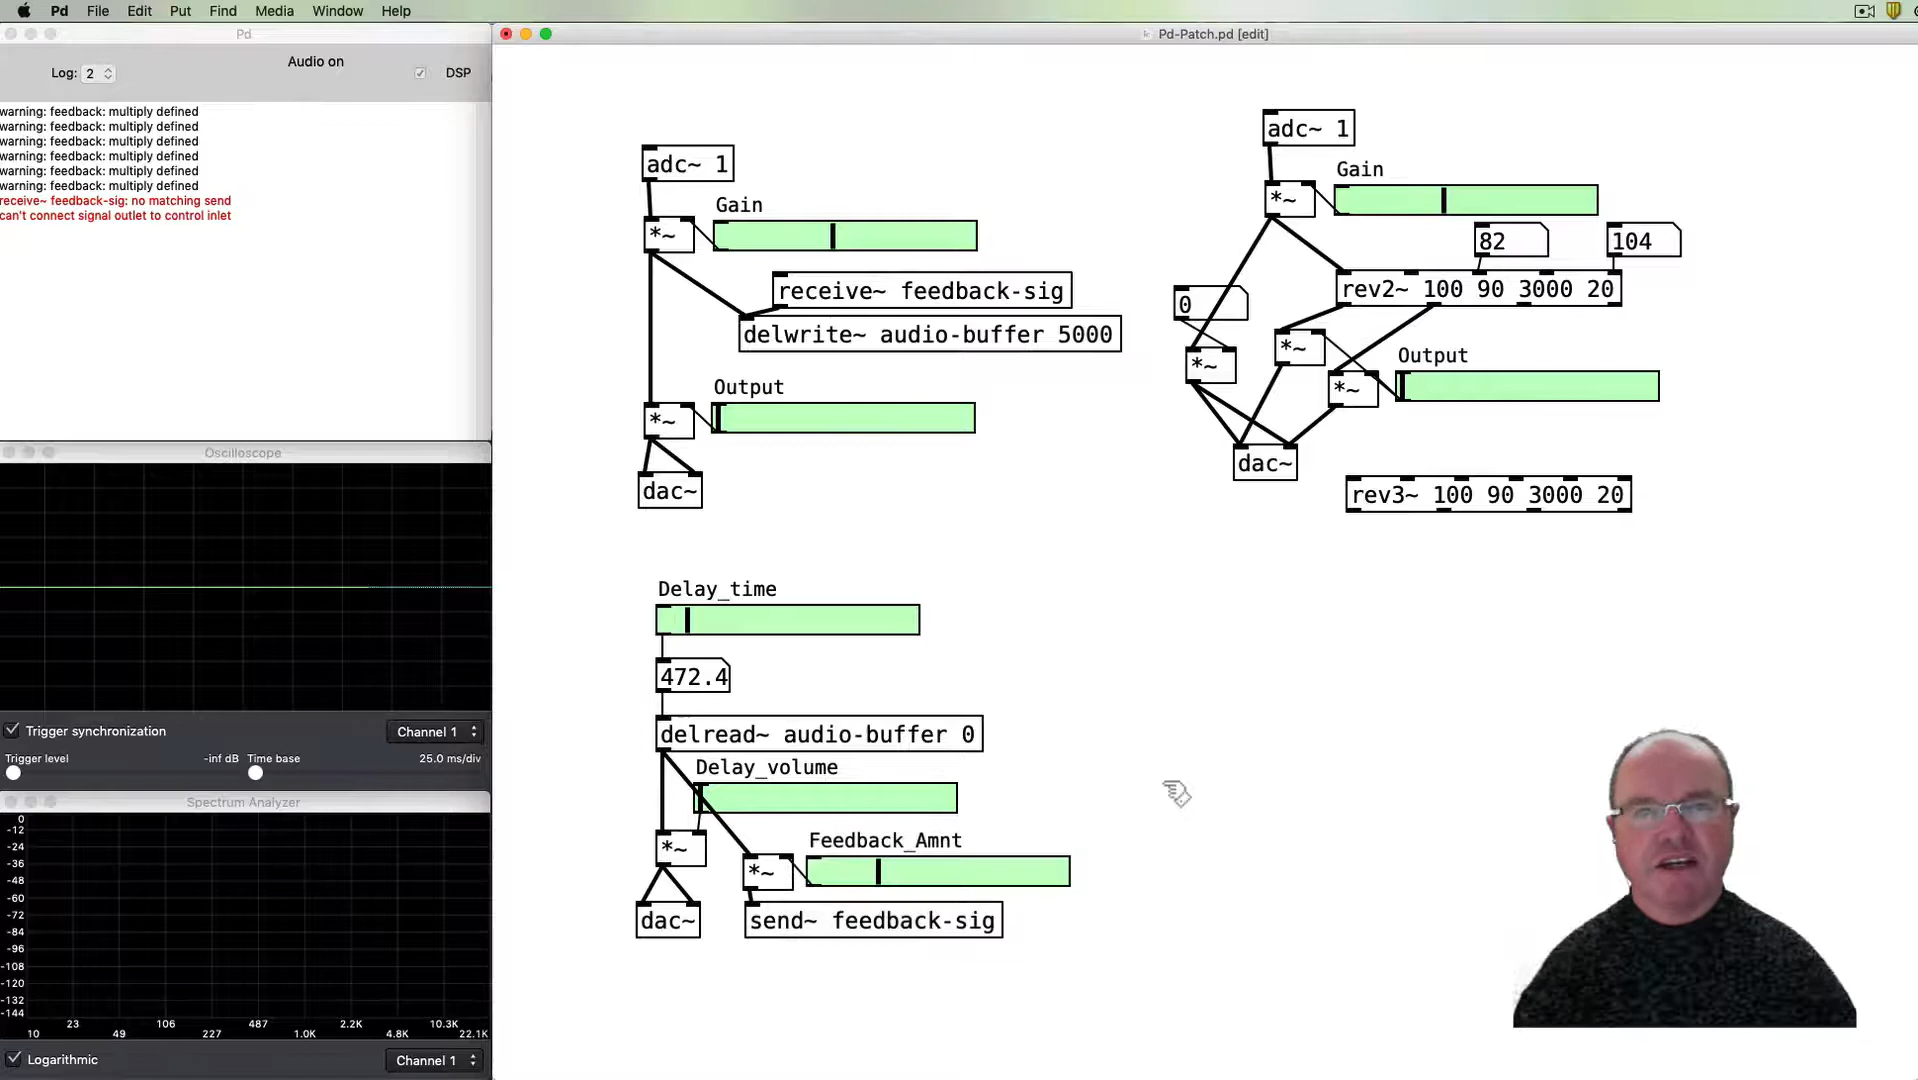 Pd File Edit Put Find Media Window Help
Pd
Pd-Patch.pd [edit]
Audio on
Log: 2
DSP
warning: feedback: multiply defined
warning: feedback: multiply defined
warning: feedback: multiply defined
warning: feedback: multiply defined
warning: feedback: multiply defined
warning: feedback: multiply defined
receive~ feedback-sig: no matching send
can't connect signal outlet to control inlet
Oscilloscope
Trigger synchronization
Channel 1
Trigger level
-inf dB
Time base
25.0 ms/div
Spectrum Analyzer
0
-12
-24
-36
-48
-60
-72
-84
-96
-108
-120
-132
-144
23 106 487 2.2K 10.3K
10 49 227 1.0K 4.8K 22.1K
Logarithmic
Channel 1
adc~ 1
Gain
*~
receive~ feedback-sig
delwrite~ audio-buffer 5000
Output
*~
dac~
Delay_time
472.4
delread~ audio-buffer 0
Delay_volume
*~
Feedback_Amnt
*~
dac~
send~ feedback-sig
adc~ 1
Gain
*~
82
104
rev2~ 100 90 3000 20
0
*~
*~
Output
*~
dac~
rev3~ 100 90 3000 20